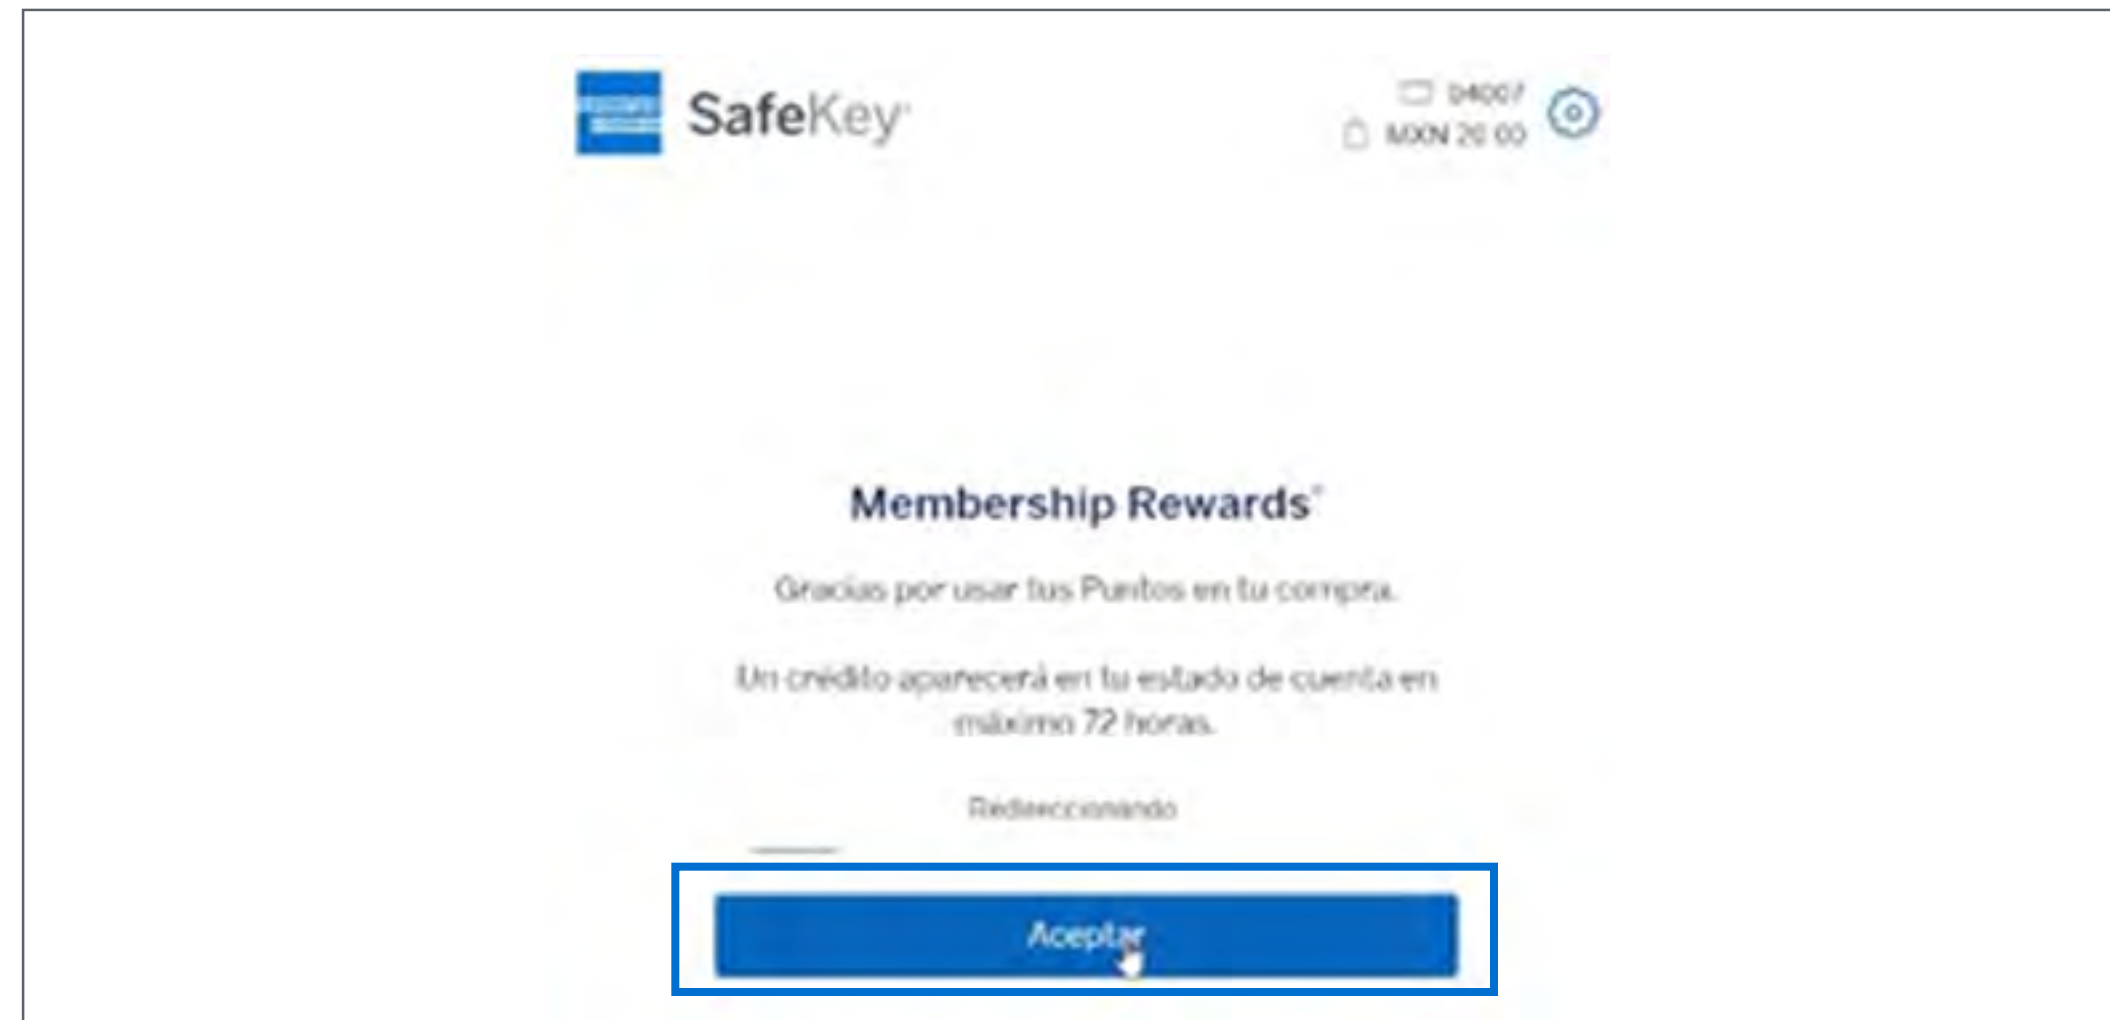 SafeKey
04007
MXN 20.00
Membership Rewards®
Gracias por usar tus Puntos en tu compra.
Un crédito aparecerá en tu estado de cuenta en
máximo 72 horas.
Redireccionando
Aceptar